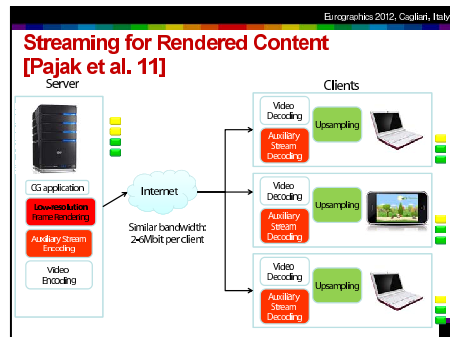 Eurographics 2012, Cagliari, Italy
Streaming for Rendered Content
[Pajak et al. 11]
Server
CG application
Low-resolution
Frame Rendering
Auxiliary Stream
Encoding
Video
Encoding
Internet
Similar bandwidth:
2-6Mbit per client
Clients
Video
Decoding
Auxiliary
Stream
Decoding
Upsampling
Video
Decoding
Auxiliary
Stream
Decoding
Upsampling
Video
Decoding
Auxiliary
Stream
Decoding
Upsampling